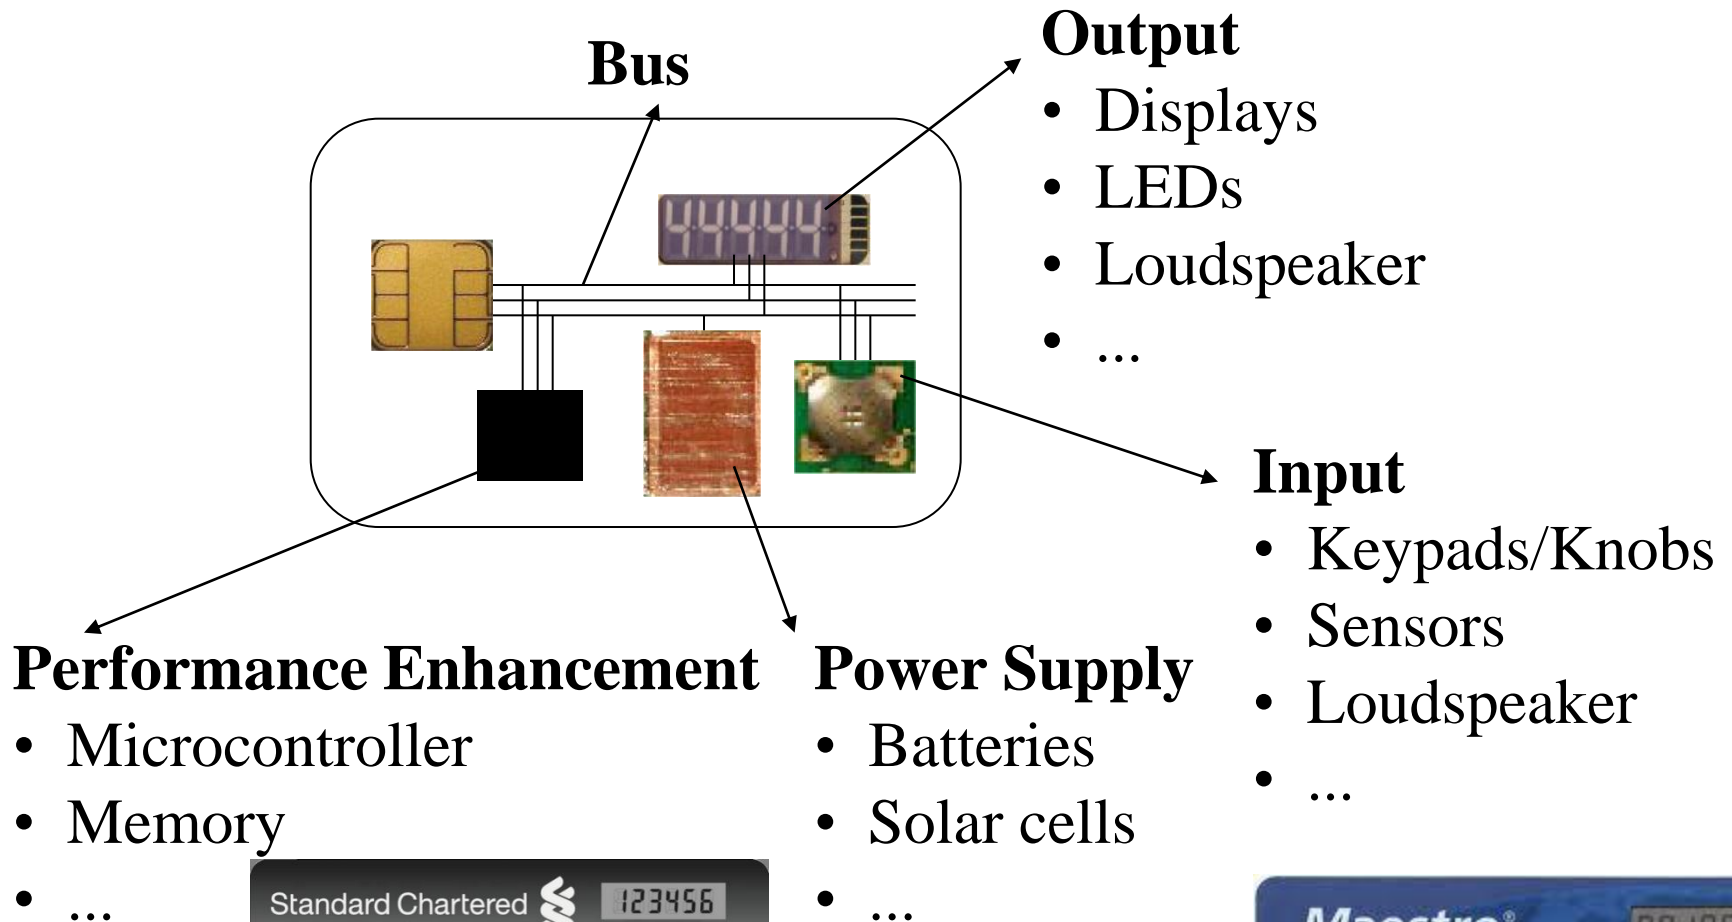 Bus
Output
• Displays
• LEDs
• Loudspeaker
• ...
Input
• Keypads/Knobs
• Sensors
• Loudspeaker
• ...
Performance Enhancement
• Microcontroller
• Memory
• ...
Power Supply
• Batteries
• Solar cells
• ...
Standard Chartered 123456
Maestro®